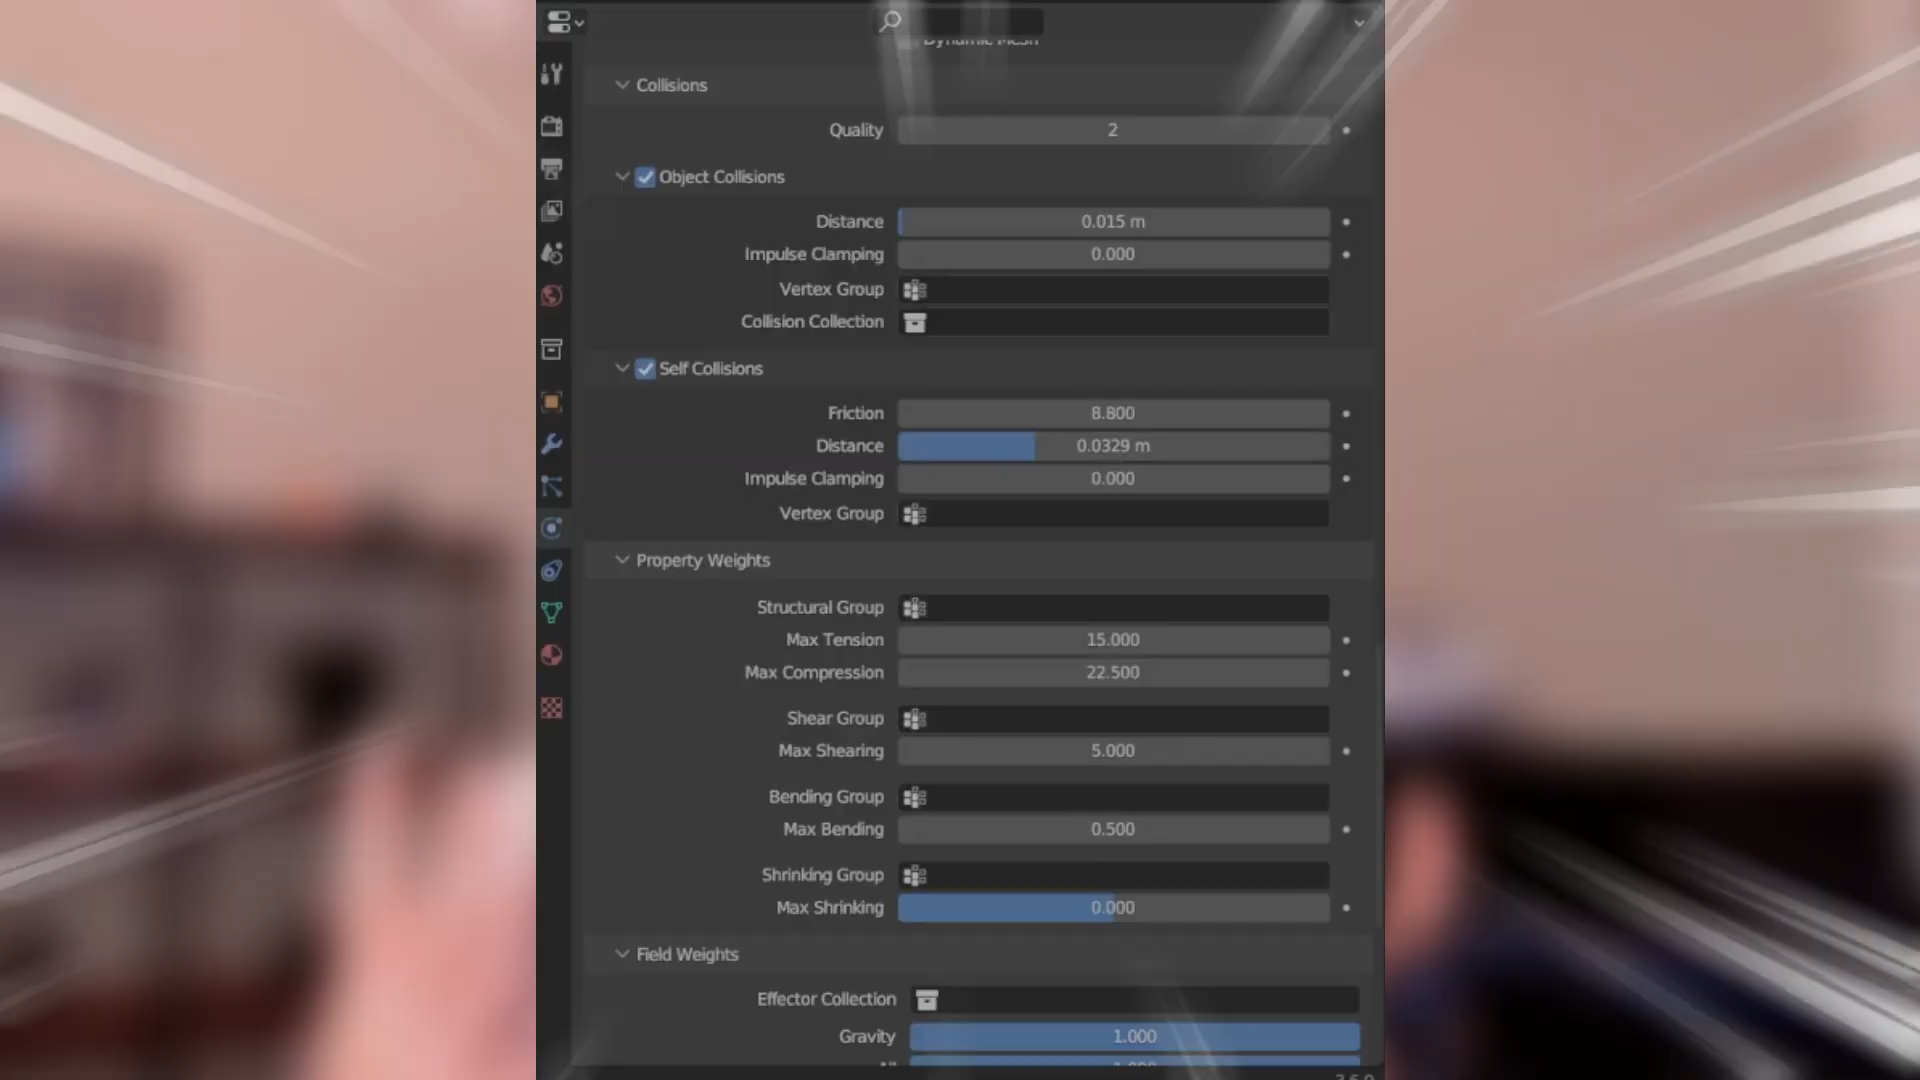 Dynamic Mesh
Collisions
Quality 2
Object Collisions
Distance 0.015 m
Impulse Clamping 0.000
Vertex Group
Collision Collection
Self Collisions
Friction 8.800
Distance 0.0329 m
Impulse Clamping 0.000
Vertex Group
Property Weights
Structural Group
Max Tension 15.000
Max Compression 22.500
Shear Group
Max Shearing 5.000
Bending Group
Max Bending 0.500
Shrinking Group
Max Shrinking 0.000
Field Weights
Effector Collection
Gravity 1.000